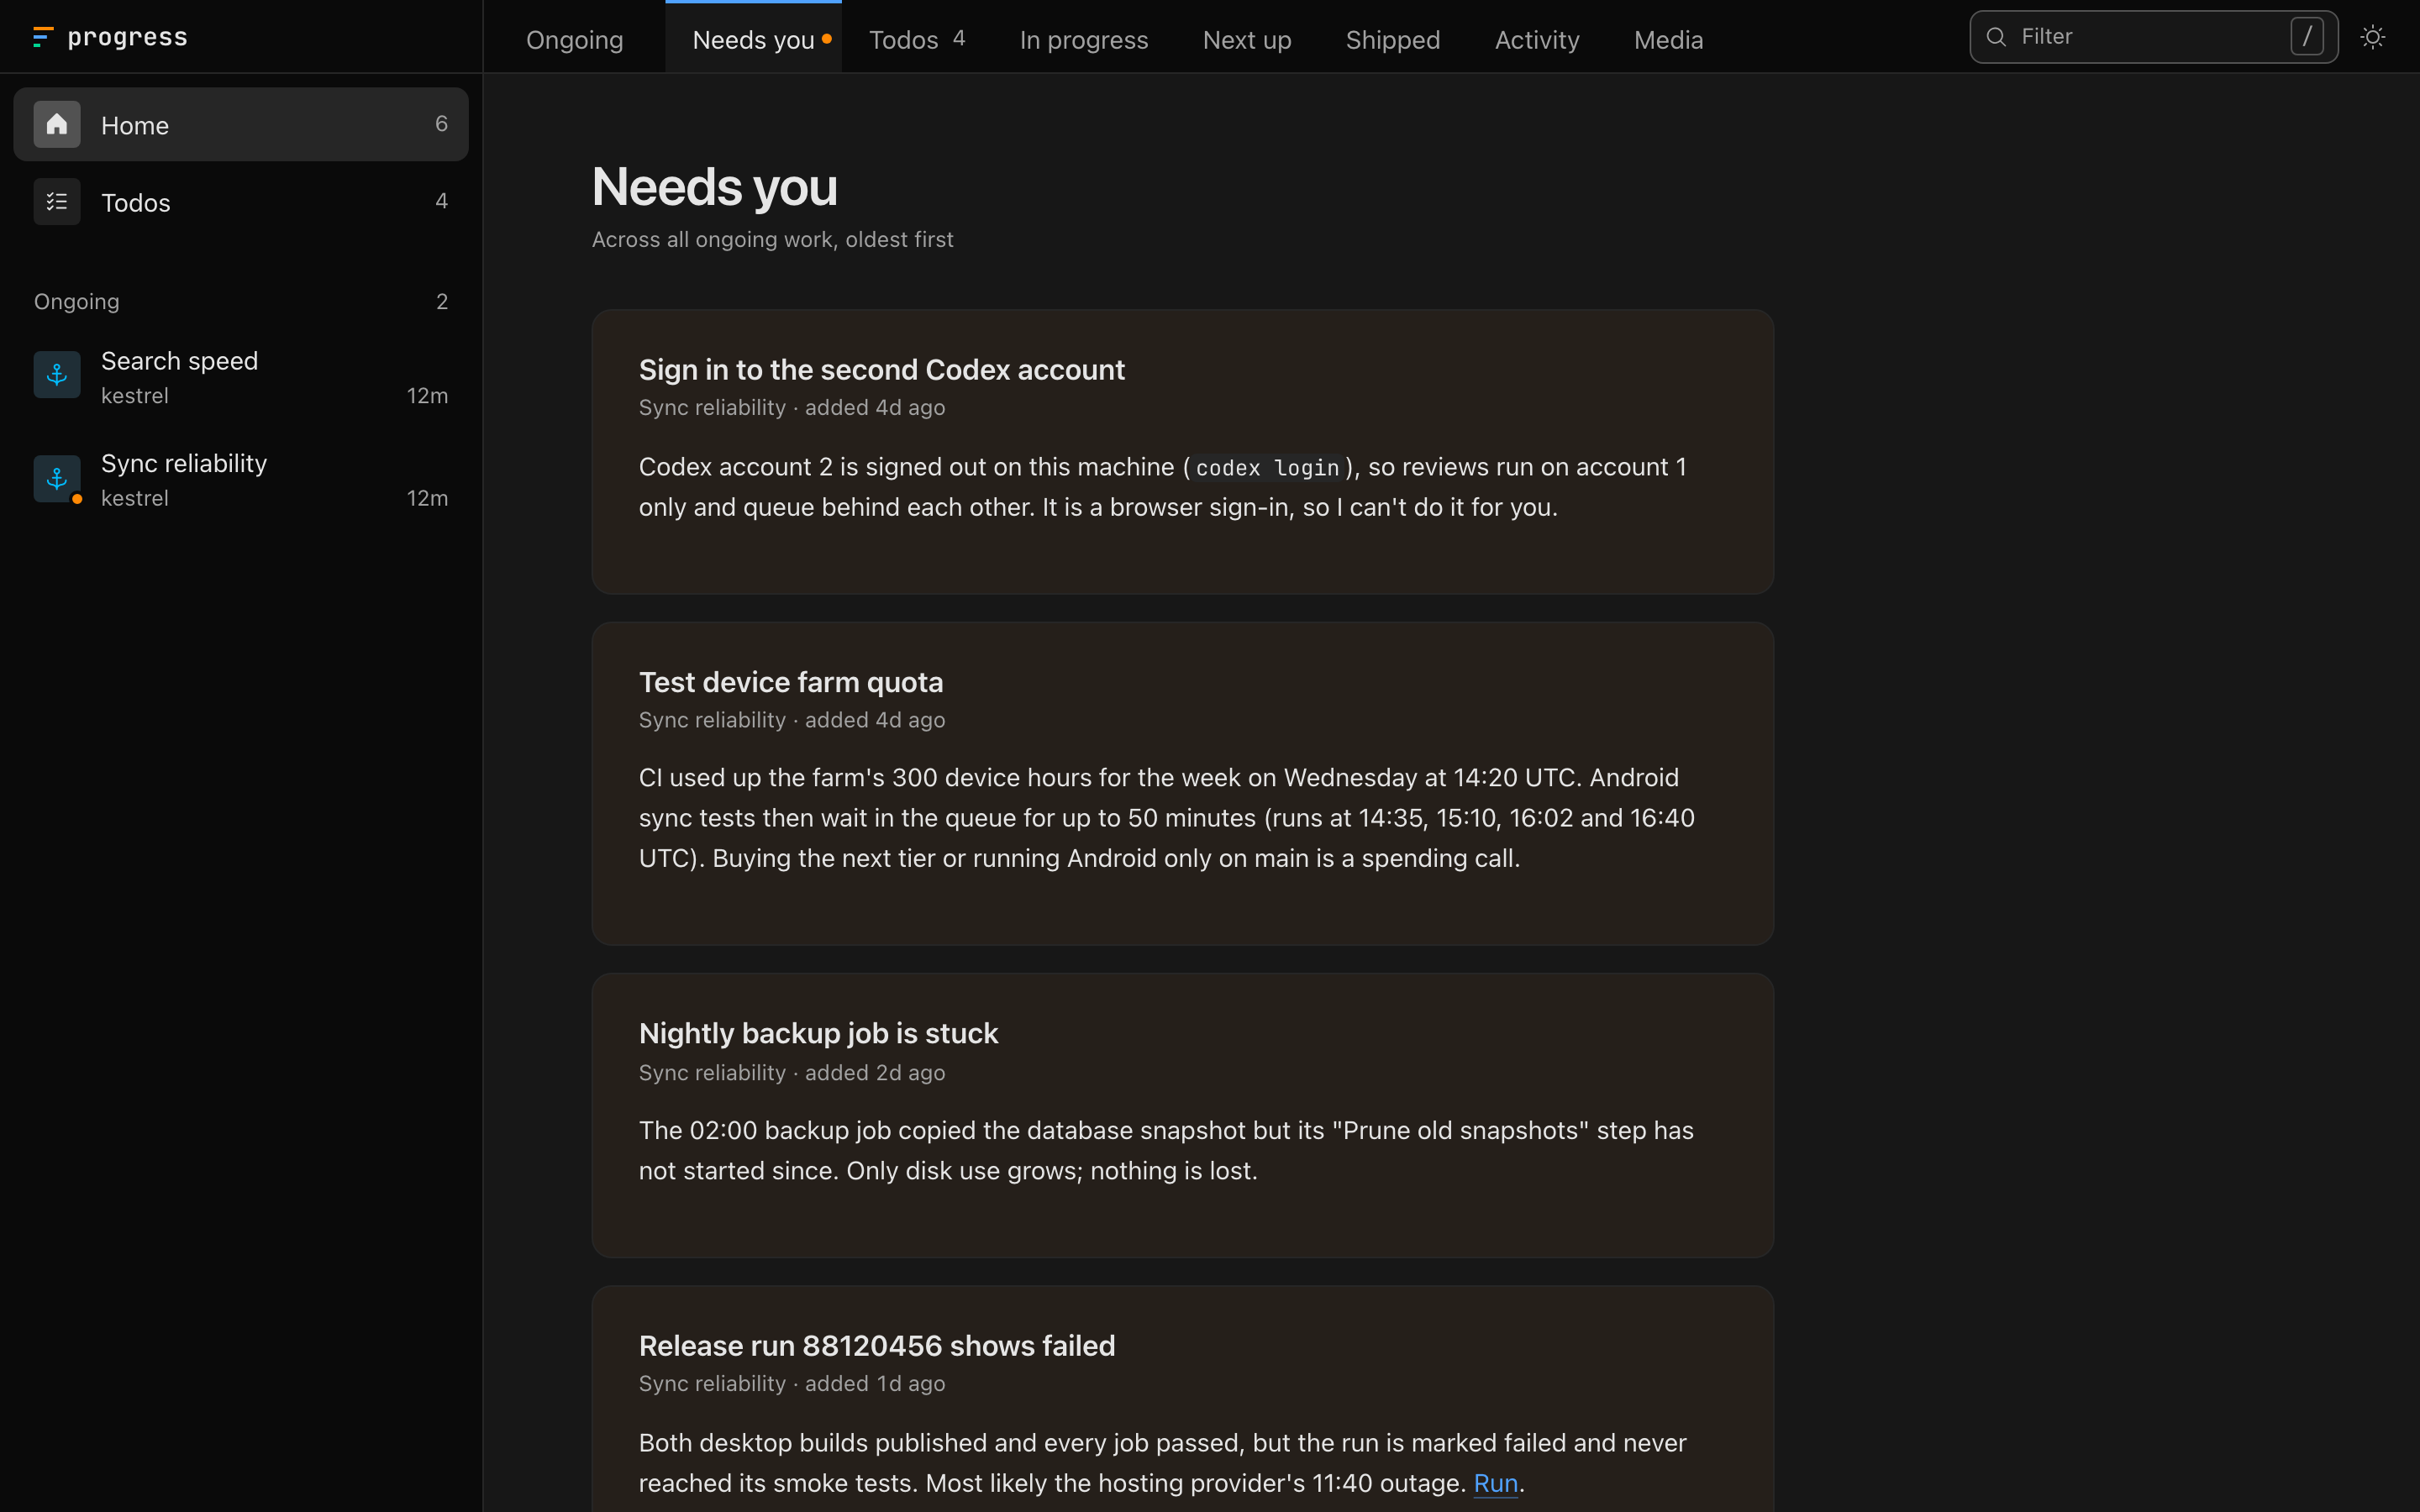 progress
Ongoing
Needs you
Todos 4
In progress
Next up
Shipped
Activity
Media
Filter /
Home 6
Todos 4
Ongoing 2
Search speed
kestrel 12m
Sync reliability
kestrel 12m
Needs you
Across all ongoing work, oldest first
Sign in to the second Codex account
Sync reliability · added 4d ago
Codex account 2 is signed out on this machine (codex login), so reviews run on account 1
only and queue behind each other. It is a browser sign-in, so I can't do it for you.
Test device farm quota
Sync reliability · added 4d ago
CI used up the farm's 300 device hours for the week on Wednesday at 14:20 UTC. Android
sync tests then wait in the queue for up to 50 minutes (runs at 14:35, 15:10, 16:02 and 16:40
UTC). Buying the next tier or running Android only on main is a spending call.
Nightly backup job is stuck
Sync reliability · added 2d ago
The 02:00 backup job copied the database snapshot but its "Prune old snapshots" step has
not started since. Only disk use grows; nothing is lost.
Release run 88120456 shows failed
Sync reliability · added 1d ago
Both desktop builds published and every job passed, but the run is marked failed and never
reached its smoke tests. Most likely the hosting provider's 11:40 outage. Run.